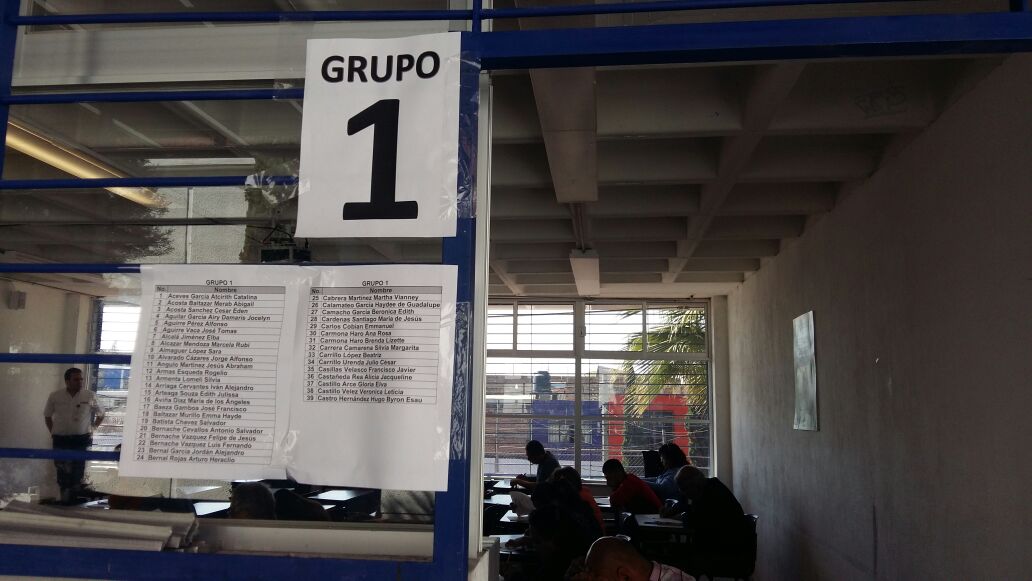 GRUPO
1
GRUPO 1
No. Nombre
1 Aceves García Atcirith Catalina
2 Acosta Baltazar Merab Abigail
3 Acosta Sanchez Cesar Eden
4 Aguilar Garcia Airy Damaris Jocelyn
5 Aguirre Pérez Alfonso
6 Aguirre Vaca José Tomas
7 Alcalá Jiménez Elba
8 Alcazar Mendoza Marcela Rubi
9 Almaguer López Sara
10 Alvarado Cázares Jorge Alfonso
11 Angulo Martínez Jesús Abraham
12 Armas Esqueda Rogelio
13 Armenta Lomeli Silvia
14 Arriaga Cervantes Iván Alejandro
15 Arteaga Souza Edith Julissa
16 Aviña Diaz María de los Ángeles
17 Baeza Gamboa José Francisco
18 Baltazar Murillo Emma Hayde
19 Batista Chavez Salvador
20 Bernache Cevallos Antonio Salvador
21 Bernache Vazquez Felipe de Jesús
22 Bernache Vazquez Luis Fernando
23 Bernal García Jordán Alejandro
24 Bernal Rojas Arturo Heraclio
GRUPO 1
No. Nombre
25 Cabrera Martínez Martha Vianney
26 Calamateo García Haydee de Guadalupe
27 Camacho García Beronica Edith
28 Cardenas Santiago María de Jesús
29 Carlos Cobian Emmanuel
30 Carmona Haro Ana Rosa
31 Carmona Haro Brenda Lizette
32 Carrera Camarena Silvia Margarita
33 Carrillo López Beatriz
34 Carrillo Urenda Julio César
35 Casillas Velasco Francisco Javier
36 Castañeda Rea Alicia Jacqueline
37 Castillo Arce Gloria Elva
38 Castillo Velez Veronica Leticia
39 Castro Hernández Hugo Byron Esau